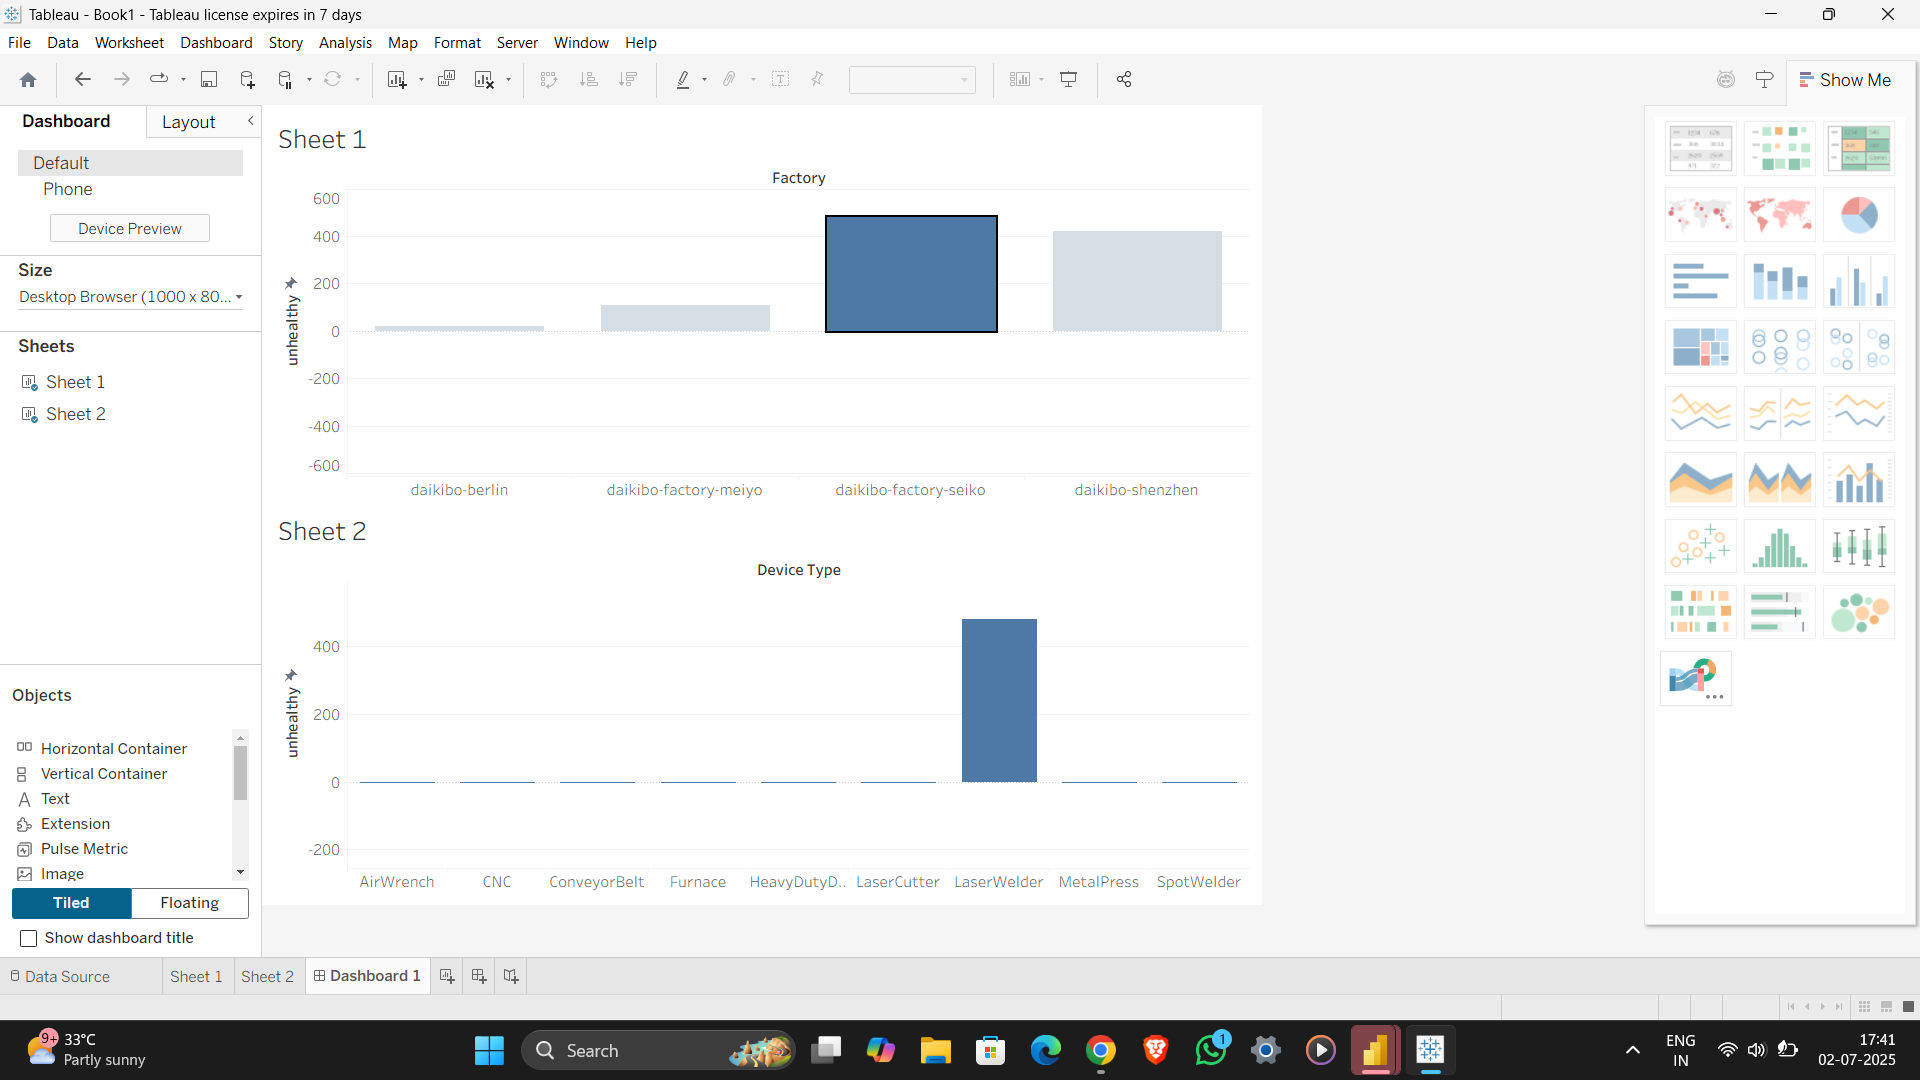 Tableau - Book1 - Tableau license expires in 7 days
File Data Worksheet Dashboard Story Analysis Map Format Server Window Help
Show Me
Dashboard Layout
Default
Phone
Device Preview
Size
Desktop Browser (1000 x 80...
Sheets
Sheet 1
Sheet 2
Objects
Horizontal Container
Vertical Container
Text
Extension
Pulse Metric
Image
Tiled Floating
Show dashboard title
Sheet 1
Factory
unhealthy
600
400
200
0
-200
-400
-600
daikibo-berlin daikibo-factory-meiyo daikibo-factory-seiko daikibo-shenzhen
Sheet 2
Device Type
unhealthy
400
200
0
-200
AirWrench CNC ConveyorBelt Furnace HeavyDutyD.. LaserCutter LaserWelder MetalPress SpotWelder
Data Source Sheet 1 Sheet 2 Dashboard 1
9+
33°C
Partly sunny
Search
1
ENG
IN
17:41
02-07-2025